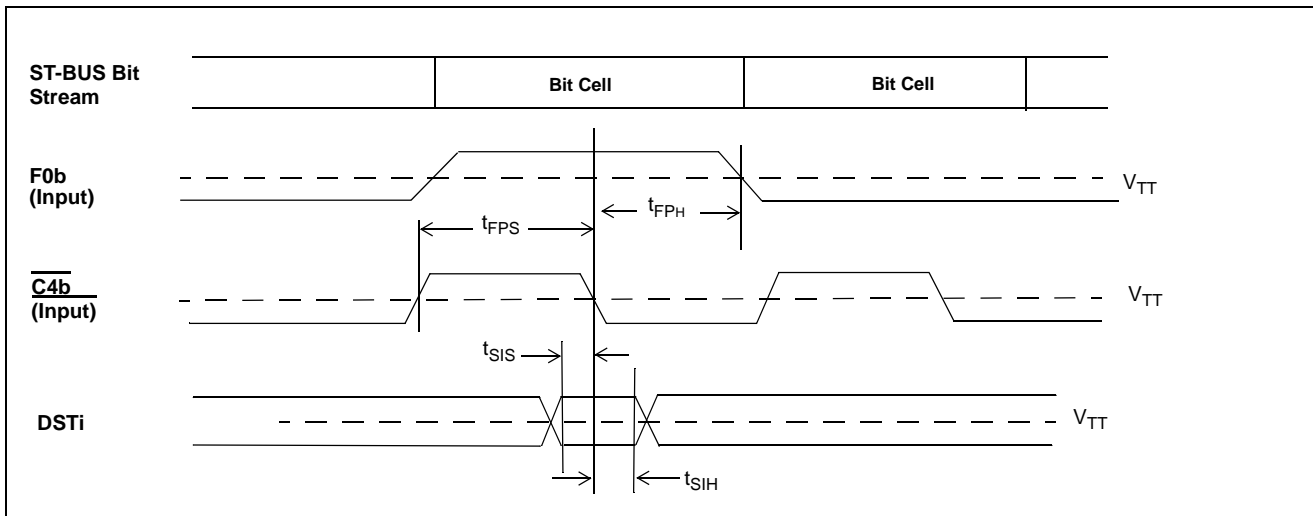 ST-BUS Bit
Stream
Bit Cell
Bit Cell
F0b
(Input)
VTT
tFPS
tFPH
C4b
(Input)
VTT
tSIS
DSTi
VTT
tSIH